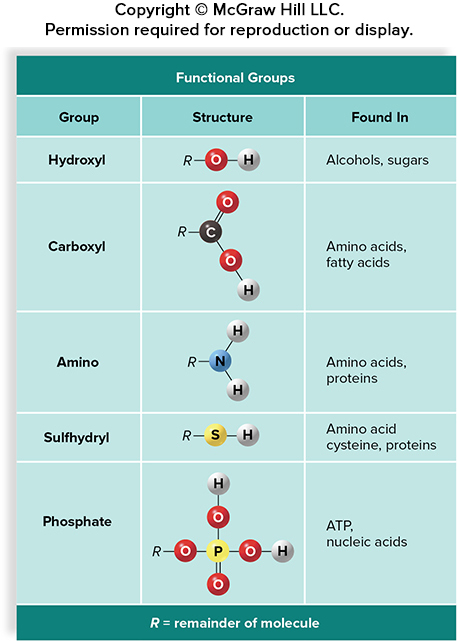 Copyright © McGraw Hill LLC.
Permission required for reproduction or display.
Functional Groups
Group Structure Found In
Hydroxyl R O H Alcohols, sugars
Carboxyl R C O O H Amino acids,
fatty acids
Amino R N H H Amino acids,
proteins
Sulfhydryl R S H Amino acid
cysteine, proteins
Phosphate R O P O H O H O ATP,
nucleic acids
R = remainder of molecule